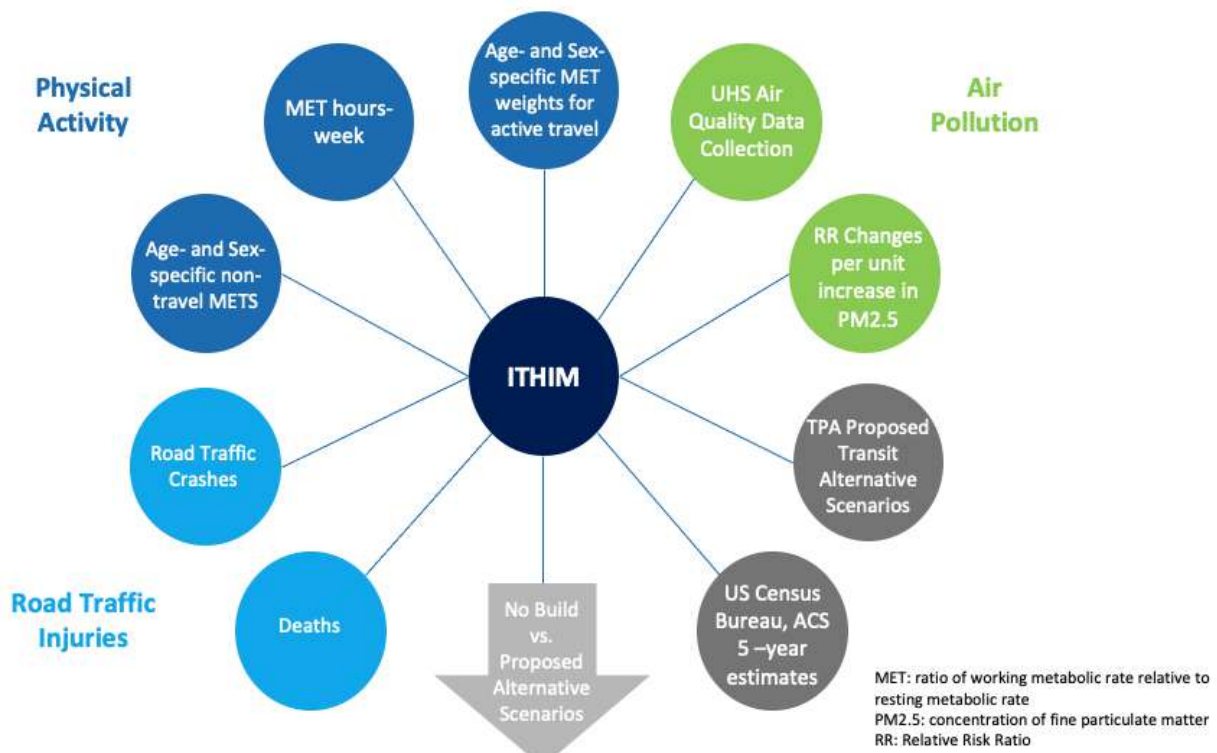 Physical
Activity
MET hours-
week
Age- and Sex-
specific MET
weights for
active travel
UHS Air
Quality Data
Collection
Air
Pollution
Age- and Sex-
specific non-
travel METS
RR Changes
per unit
increase in
PM2.5
ITHIM
Road Traffic
Crashes
TPA Proposed
Transit
Alternative
Scenarios
Road Traffic
Injuries
Deaths
No Build
vs.
Proposed
Alternative
Scenarios
US Census
Bureau, ACS
5 –year
estimates
MET: ratio of working metabolic rate relative to
resting metabolic rate
PM2.5: concentration of fine particulate matter
RR: Relative Risk Ratio